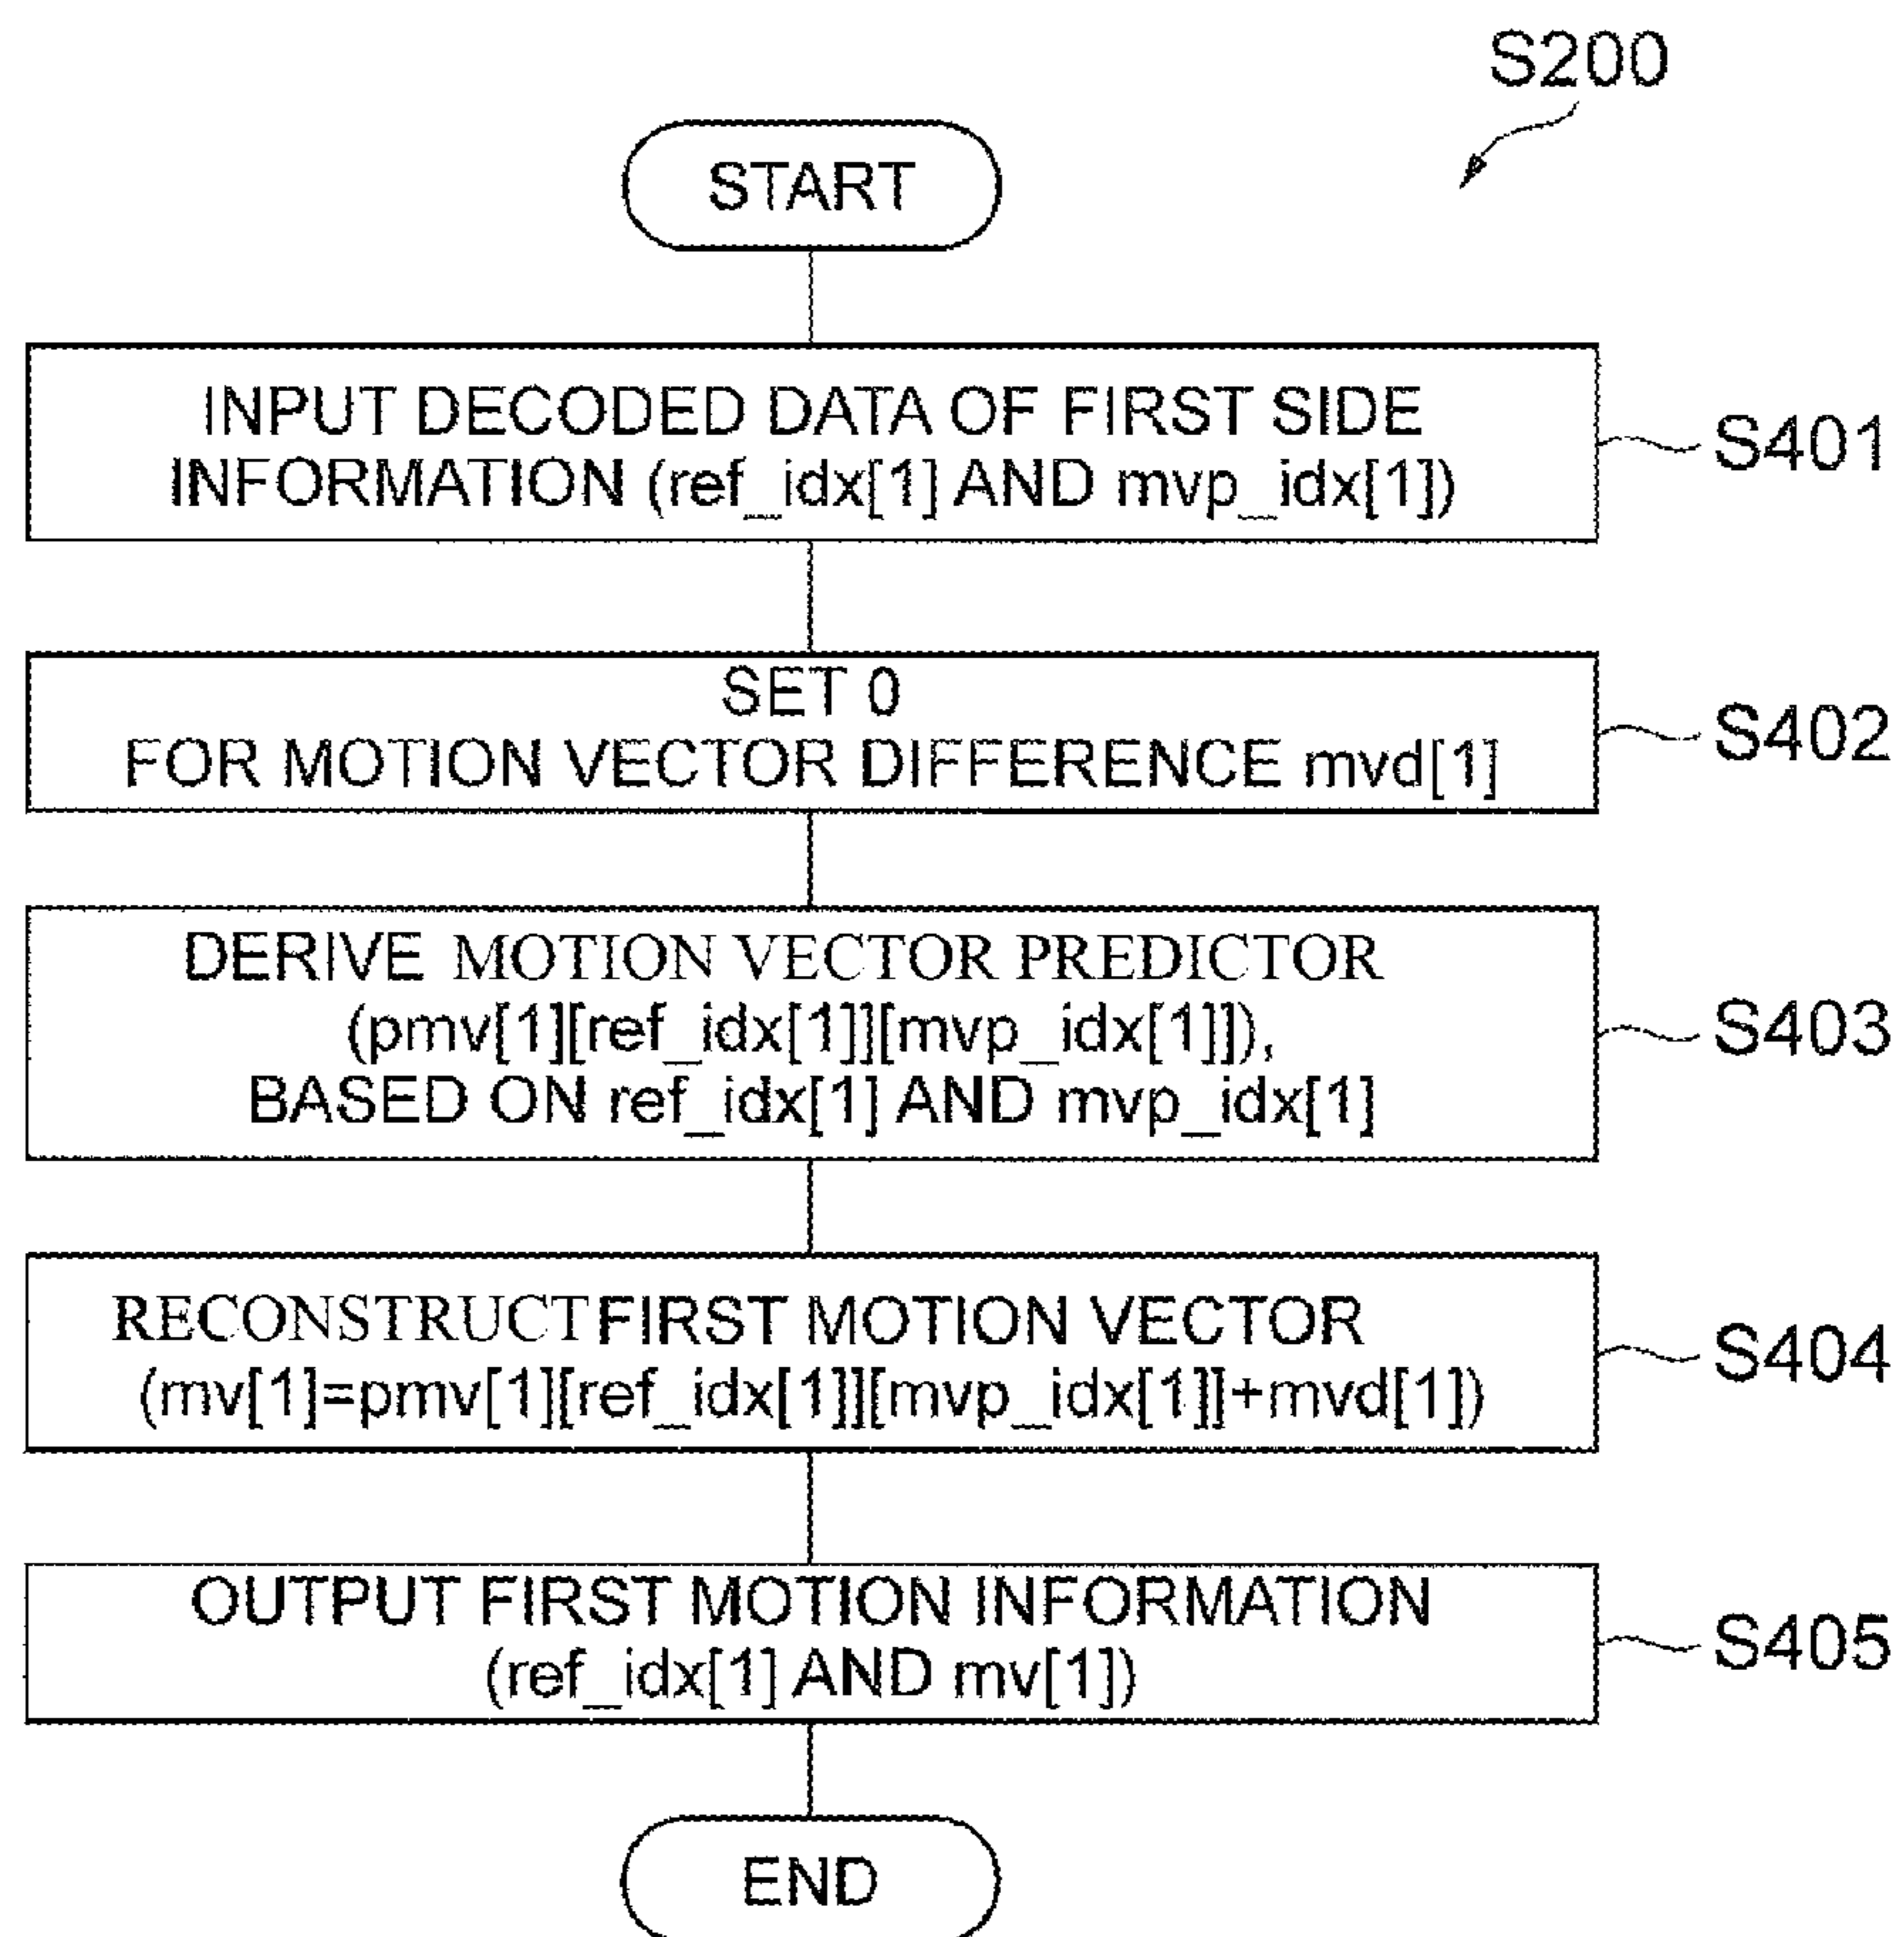 S200
START
INPUT DECODED DATA OF FIRST SIDE
INFORMATION (ref_idx[1] AND mvp_idx[1])
S401
SET 0
FOR MOTION VECTOR DIFFERENCE mvd[1]
S402
DERIVE MOTION VECTOR PREDICTOR
(pmv[1][ref_idx[1]][mvp_idx[1]]),
BASED ON ref_idx[1] AND mvp_idx[1]
S403
RECONSTRUCT FIRST MOTION VECTOR
(mv[1]=pmv[1][ref_idx[1]][mvp_idx[1]]+mvd[1])
S404
OUTPUT FIRST MOTION INFORMATION
(ref_idx[1] AND mv[1])
S405
END